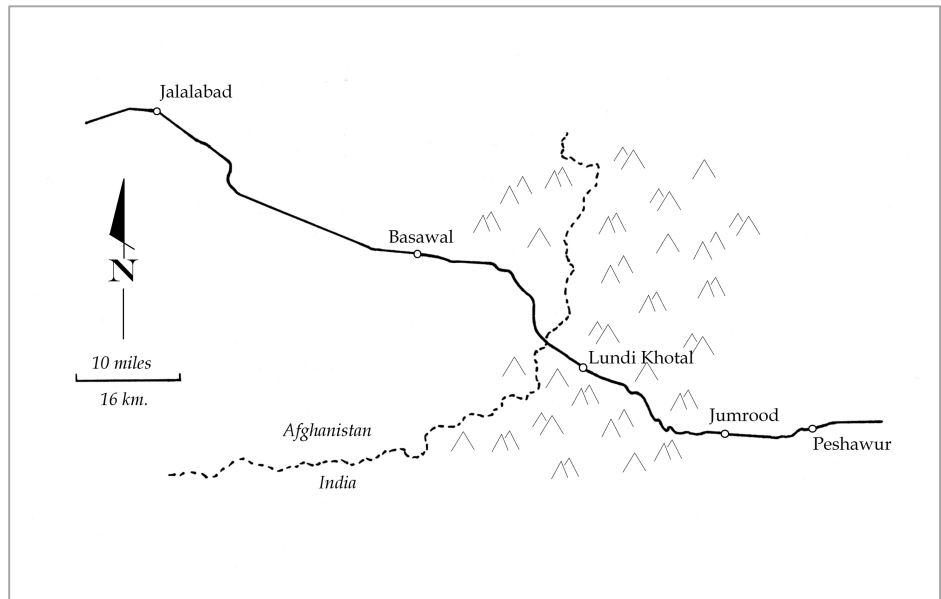 Jalalabad
Basawal
N
10 miles
16 km.
Lundi Khotal
Jumrood
Peshawur
Afghanistan
India